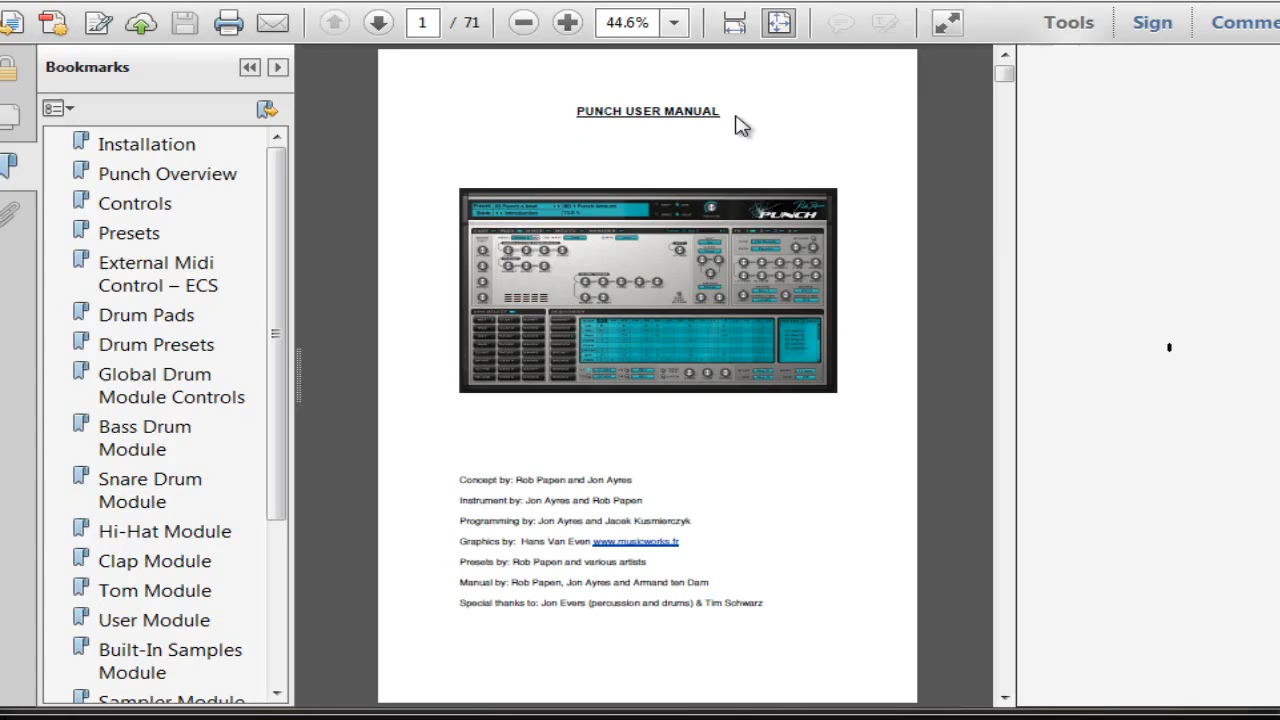 1 / 71
44.6%
Tools
Sign
Comme
Bookmarks
Installation
Punch Overview
Controls
Presets
External Midi
Control – ECS
Drum Pads
Drum Presets
Global Drum
Module Controls
Bass Drum
Module
Snare Drum
Module
Hi-Hat Module
Clap Module
Tom Module
User Module
Built-In Samples
Module
Sampler Module
PUNCH USER MANUAL
PUNCH
Concept by: Rob Papen and Jon Ayres
Instrument by: Jon Ayres and Rob Papen
Programming by: Jon Ayres and Jacek Kusmierczyk
Graphics by: Hans Van Even www.musicworks.fr
Presets by: Rob Papen and various artists
Manual by: Rob Papen, Jon Ayres and Armand ten Dam
Special thanks to: Jon Evers (percussion and drums) & Tim Schwarz